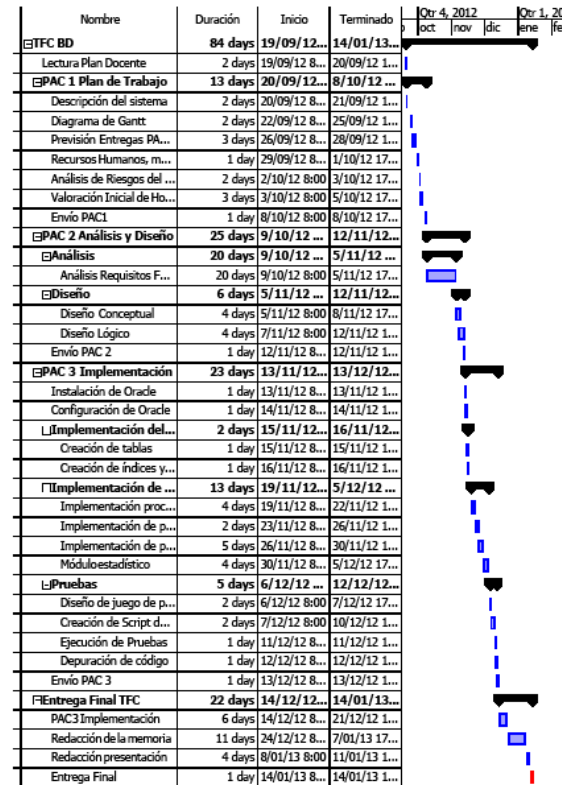 Nombre Duración Inicio Terminado Qtr 4, 2012 Qtr 1, 20
oct nov dic ene fe
TFC BD 84 days 19/09/12... 14/01/13...
Lectura Plan Docente 2 days 19/09/12 8... 20/09/12 1...
PAC 1 Plan de Trabajo 13 days 20/09/12... 8/10/12 ...
Descripción del sistema 2 days 20/09/12 8... 21/09/12 1...
Diagrama de Gantt 2 days 22/09/12 8... 25/09/12 1...
Previsión Entregas PA... 3 days 26/09/12 8... 28/09/12 1...
Recursos Humanos, m... 1 day 29/09/12 8... 1/10/12 17...
Análisis de Riesgos del ... 2 days 2/10/12 8:00 3/10/12 17...
Valoración Inicial de Ho... 3 days 3/10/12 8:00 5/10/12 17...
Envío PAC1 1 day 8/10/12 8:00 8/10/12 17...
PAC 2 Análisis y Diseño 25 days 9/10/12 ... 12/11/12...
Análisis 20 days 9/10/12 ... 5/11/12 ...
Análisis Requisitos F... 20 days 9/10/12 8:00 5/11/12 17...
Diseño 6 days 5/11/12 ... 12/11/12...
Diseño Conceptual 4 days 5/11/12 8:00 8/11/12 17...
Diseño Lógico 4 days 7/11/12 8:00 12/11/12 1...
Envío PAC 2 1 day 12/11/12 8... 12/11/12 1...
PAC 3 Implementación 23 days 13/11/12... 13/12/12...
Instalación de Oracle 1 day 13/11/12 8... 13/11/12 1...
Configuración de Oracle 1 day 14/11/12 8... 14/11/12 1...
Implementación del... 2 days 15/11/12... 16/11/12...
Creación de tablas 1 day 15/11/12 8... 15/11/12 1...
Creación de índices y... 1 day 16/11/12 8... 16/11/12 1...
Implementación de ... 13 days 19/11/12... 5/12/12 ...
Implementación proc... 4 days 19/11/12 8... 22/11/12 1...
Implementación de p... 2 days 23/11/12 8... 26/11/12 1...
Implementación de p... 5 days 26/11/12 8... 30/11/12 1...
Módulo estadístico 4 days 30/11/12 8... 5/12/12 17...
Pruebas 5 days 6/12/12 ... 12/12/12...
Diseño de juego de p... 2 days 6/12/12 8:00 7/12/12 17...
Creación de Script d... 2 days 7/12/12 8:00 10/12/12 1...
Ejecución de Pruebas 1 day 11/12/12 8... 11/12/12 1...
Depuración de código 1 day 12/12/12 8... 12/12/12 1...
Envío PAC 3 1 day 13/12/12 8... 13/12/12 1...
Entrega Final TFC 22 days 14/12/12... 14/01/13...
PAC3 Implementación 6 days 14/12/12 8... 21/12/12 1...
Redacción de la memoria 11 days 24/12/12 8... 7/01/13 17...
Redacción presentación 4 days 8/01/13 8:00 11/01/13 1...
Entrega Final 1 day 14/01/13 8... 14/01/13 1...